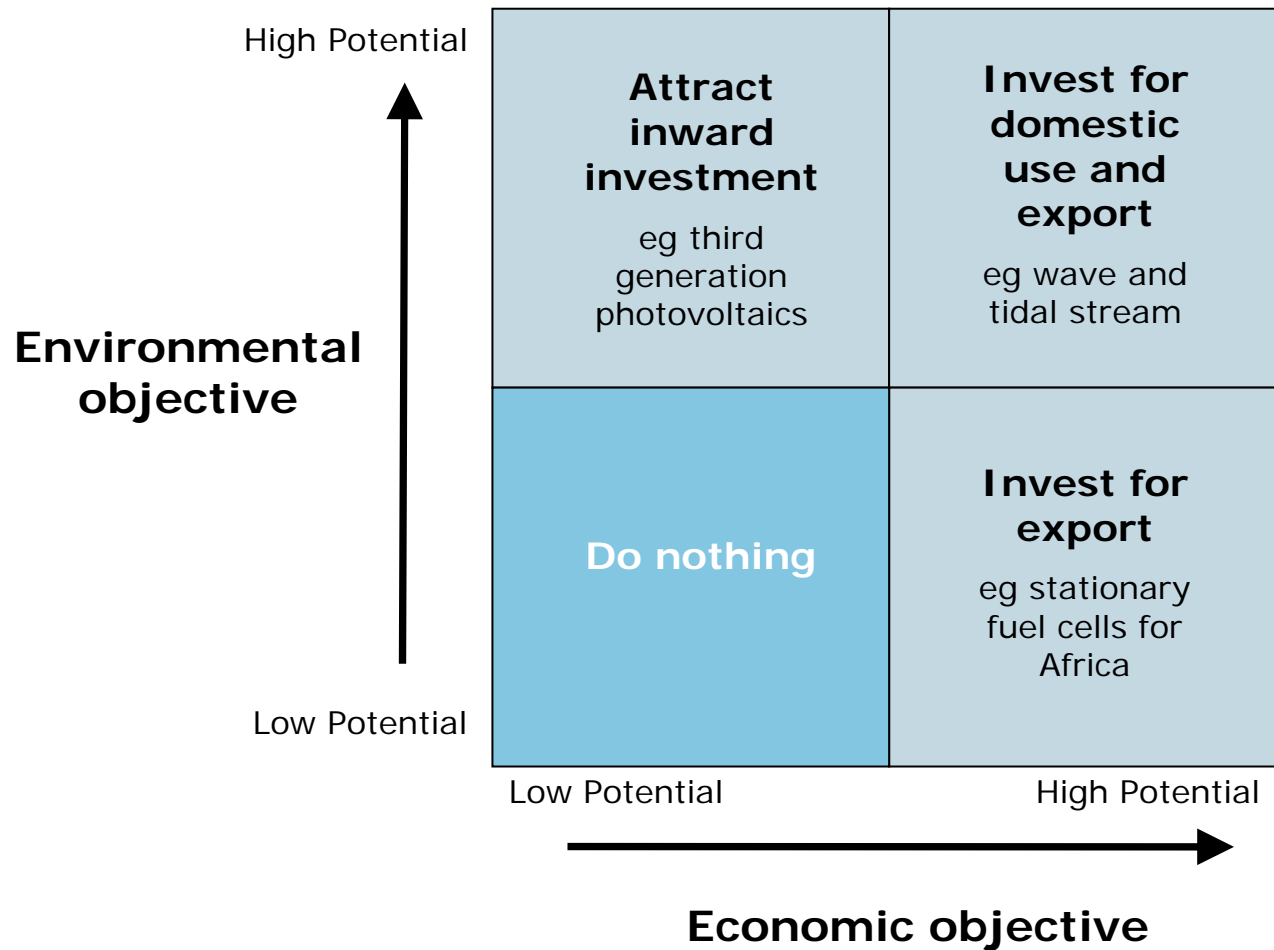 High Potential
Attract
inward
investment
eg third
generation
photovoltaics
Invest for
domestic
use and
export
eg wave and
tidal stream
Environmental
objective
Do nothing
Invest for
export
eg stationary
fuel cells for
Africa
Low Potential
Low Potential
High Potential
Economic objective